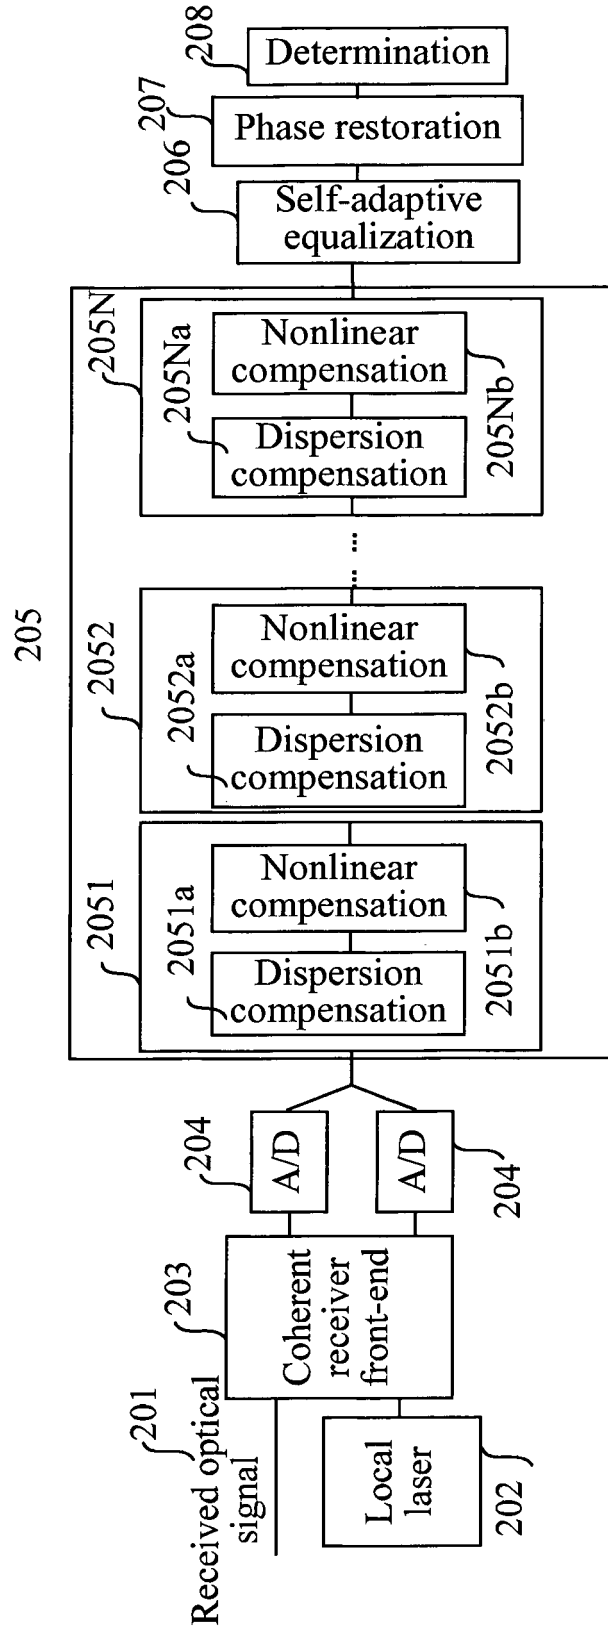 201
Received optical
signal
Local
laser
202
203
Coherent
receiver
front-end
204
A/D
A/D
204
205
2051
2051a
Dispersion
compensation
Nonlinear
compensation
2051b
2052
2052a
Dispersion
compensation
Nonlinear
compensation
2052b
... ...
205N
205Na
Dispersion
compensation
Nonlinear
compensation
205Nb
206
Self-adaptive
equalization
207
Phase restoration
208
Determination